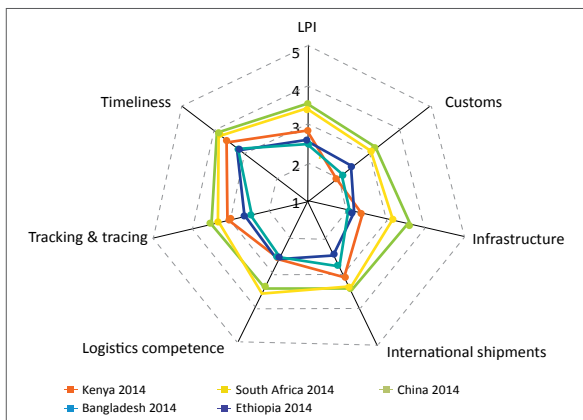 LPI
5
4
3
2
1
Timeliness
Customs
Tracking & tracing
Infrastructure
Logistics competence
International shipments
Kenya 2014
South Africa 2014
China 2014
Bangladesh 2014
Ethiopia 2014